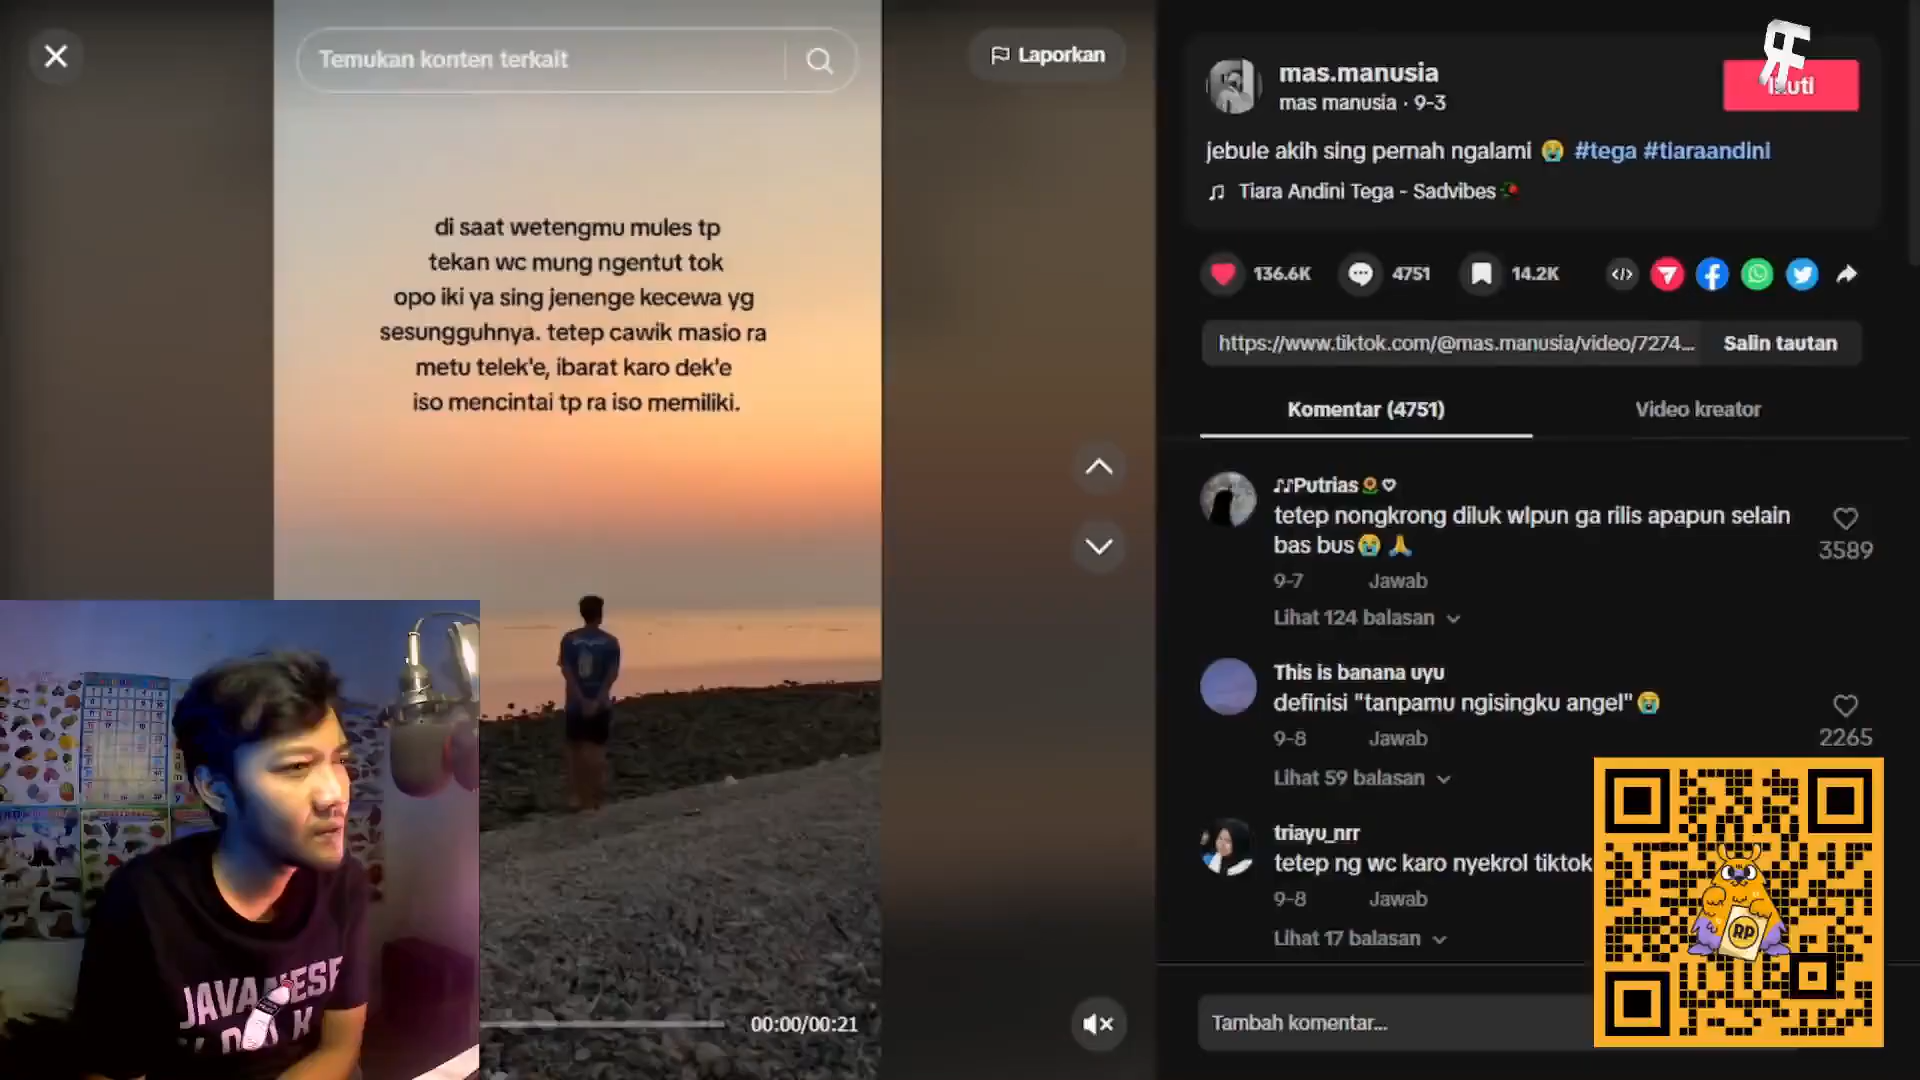 Temukan konten terkait
Laporkan
di saat wetengmu mules tp
tekan wc mung ngentut tok
opo iki ya sing jenenge kecewa yg
sesungguhnya. tetep cawik masio ra
metu telek'e, ibarat karo dek'e
iso mencintai tp ra iso memiliki.
00:00/00:21
JAVANESE
mas.manusia
mas manusia · 9-3
jebule akih sing pernah ngalami 😭 #tega #tiaraandini
Tiara Andini Tega - Sadvibes🥀
136.6K
4751
14.2K
https://www.tiktok.com/@mas.manusia/video/7274...
Salin tautan
Komentar (4751)
Video kreator
♪♪Putrias🌻♡
tetep nongkrong diluk wlpun ga rilis apapun selain
bas bus😭🙏
3589
9-7 Jawab
Lihat 124 balasan
This is banana uyu
definisi "tanpamu ngisingku angel"😭
2265
9-8 Jawab
Lihat 59 balasan
triayu_nrr
tetep ng wc karo nyekrol tiktok
9-8 Jawab
Lihat 17 balasan
RP
Tambah komentar...